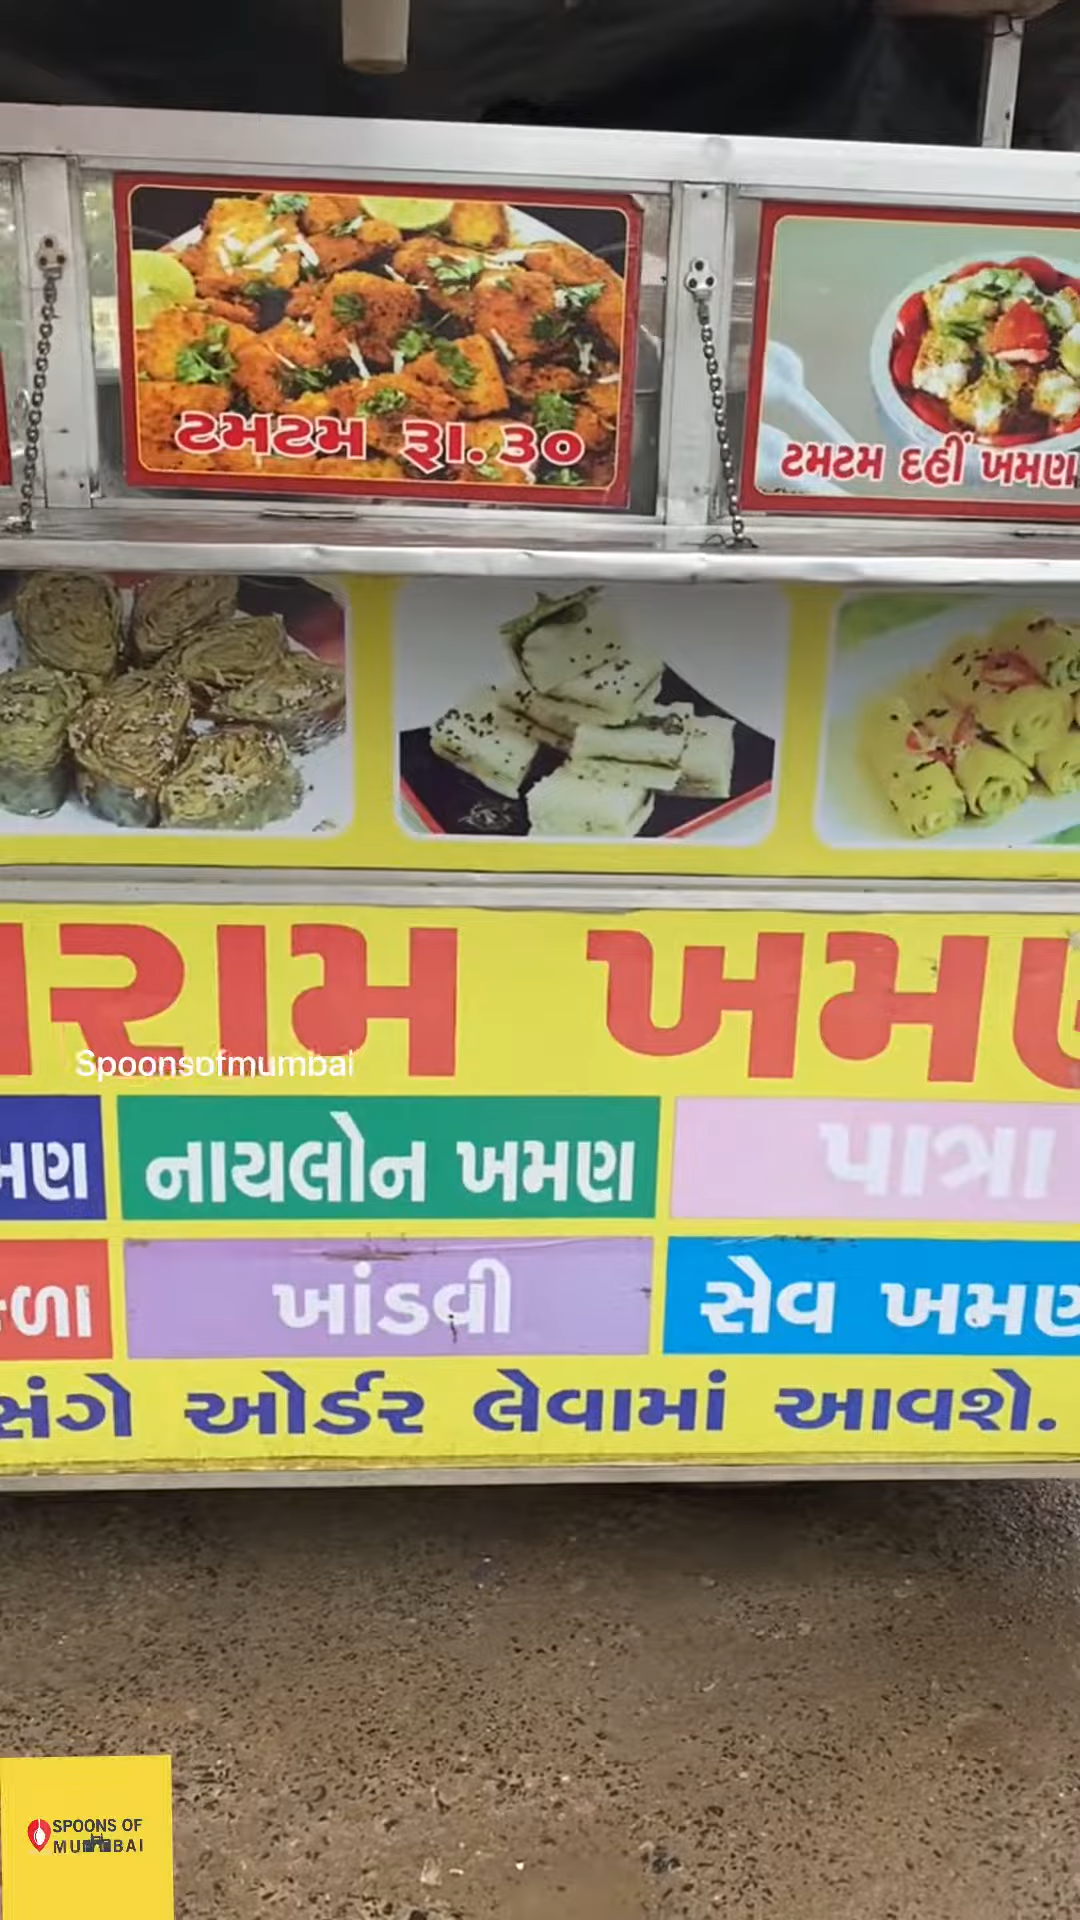 ટમટમ રૂા. ૩૦
ટમટમ દહીં ખમણ
રામ ખમણ
Spoonsofmumbai
મણ નાયલોન ખમણ પાત્રા
ળા ખાંડવી સેવ ખમણ
સંગે ઓર્ડર લેવામાં આવશે.
SPOONS OF
MUMBAI